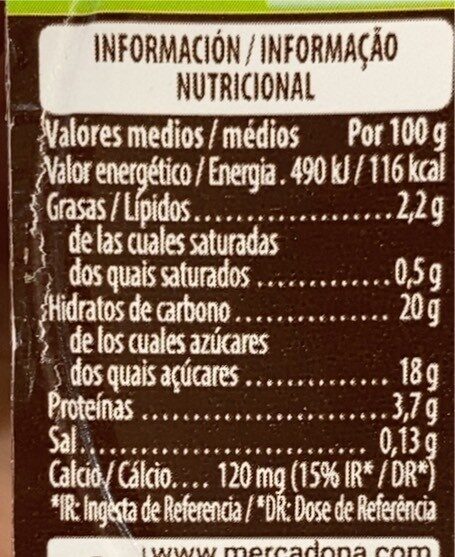 INFORMACIÓN / INFORMAÇÃO
NUTRICIONAL
Valores medios / médios Por 100 g
Valor energético / Energia . 490 kJ / 116 kcal
Grasas / Lípidos .................... 2,2 g
de las cuales saturadas
dos quais saturados ............. 0,5 g
Hidratos de carbono ............... 20 g
de los cuales azúcares
dos quais açúcares ............... 18 g
Proteínas .......................... 3,7 g
Sal ................................. 0,13 g
Calcio / Cálcio.... 120 mg (15% IR* / DR*)
*IR: Ingesta de Referencia / *DR: Dose de Referência
www.mercadona.com